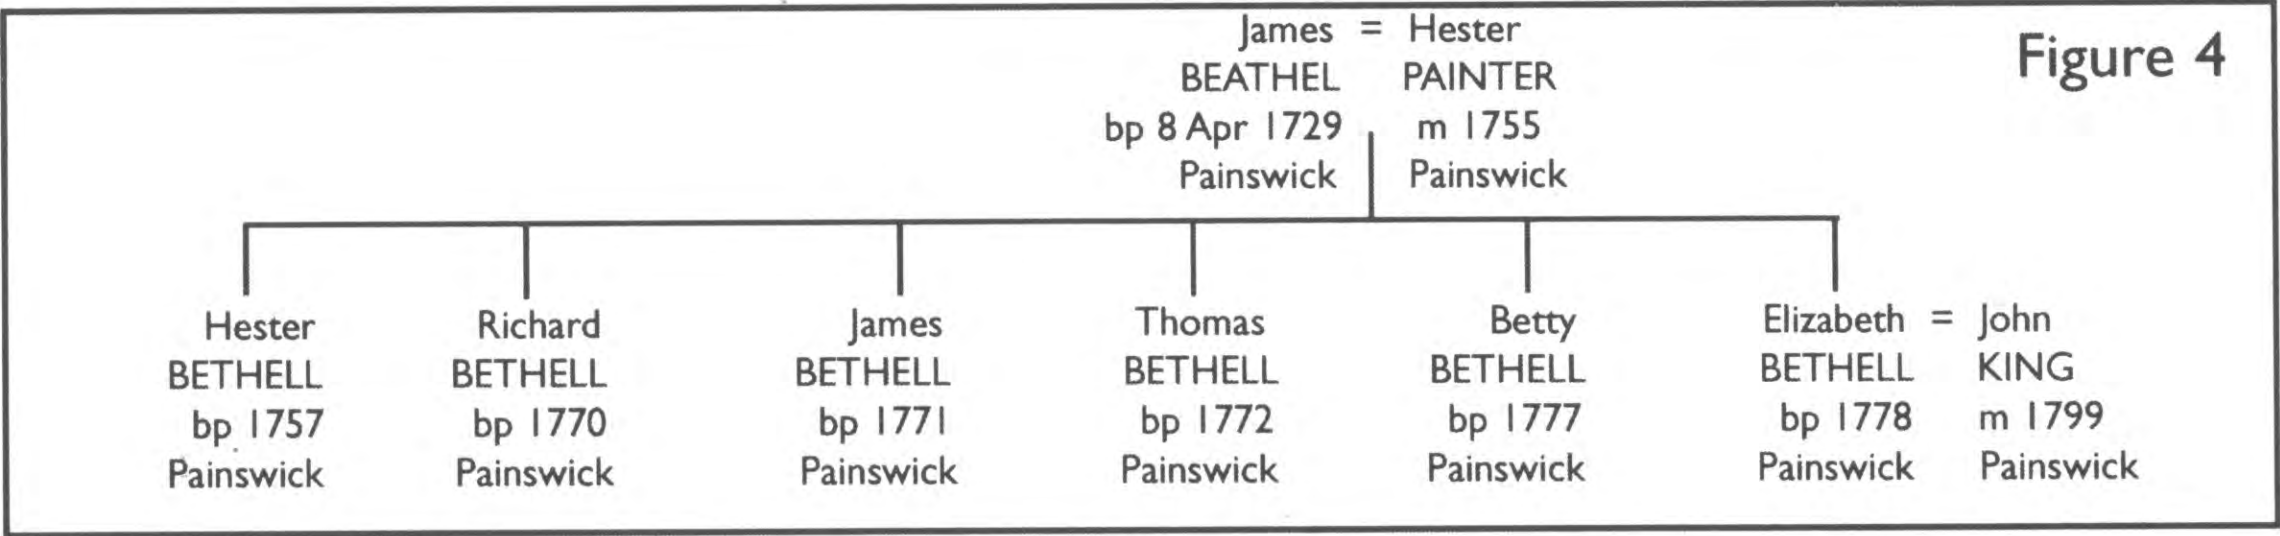 Figure 4
James = Hester
BEATHEL PAINTER
bp 8 Apr 1729 m 1755
Painswick Painswick
Hester Richard James Thomas Betty Elizabeth = John
BETHELL BETHELL BETHELL BETHELL BETHELL BETHELL KING
bp 1757 bp 1770 bp 1771 bp 1772 bp 1777 bp 1778 m 1799
Painswick Painswick Painswick Painswick Painswick Painswick Painswick